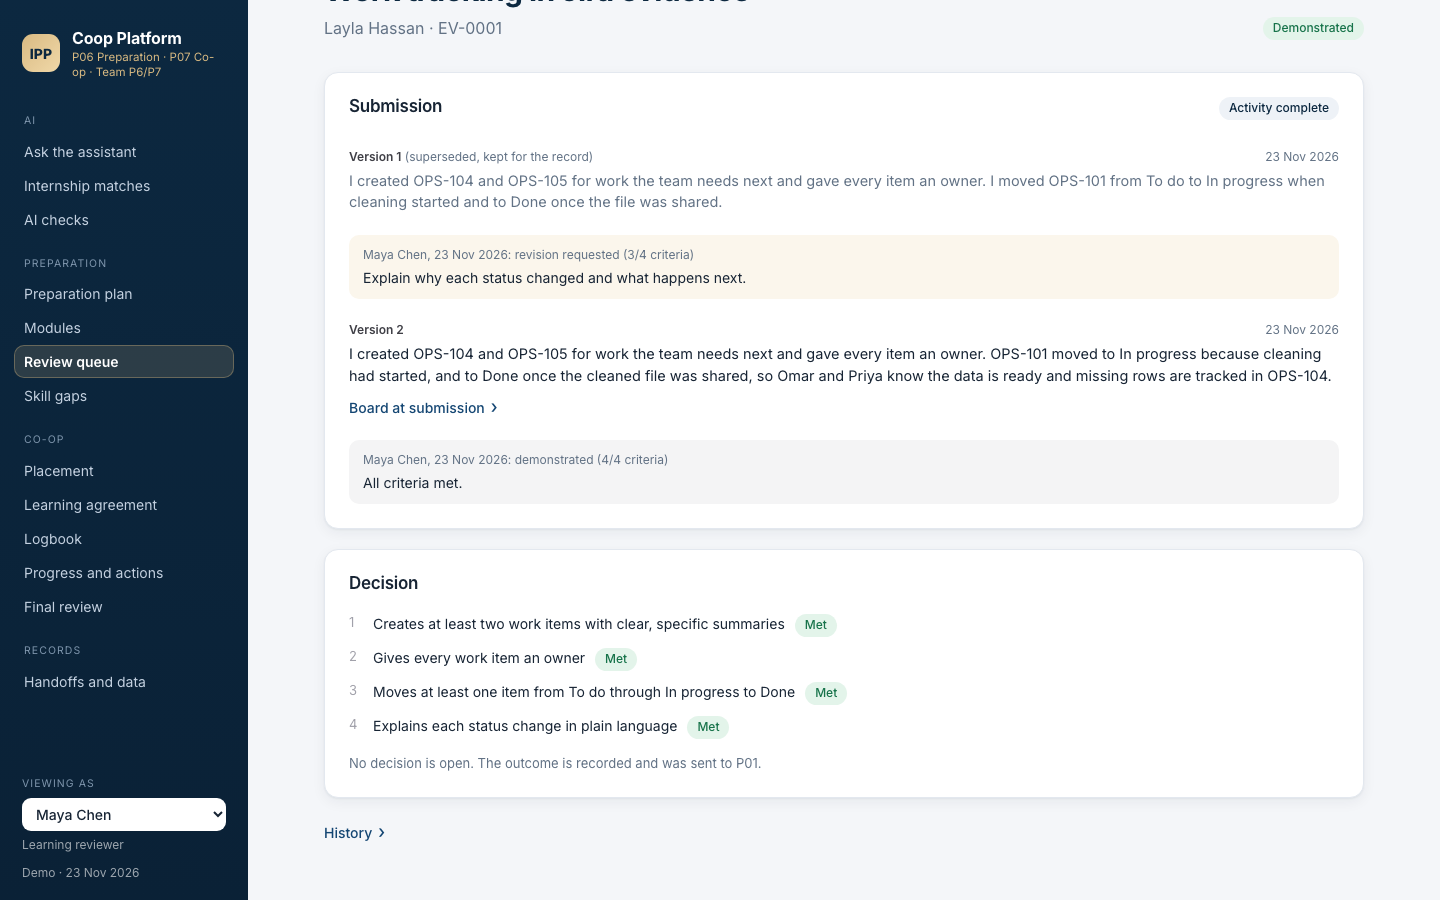 IPP
Coop Platform
P06 Preparation · P07 Co-
op · Team P6/P7
AI
Ask the assistant
Internship matches
AI checks
PREPARATION
Preparation plan
Modules
Review queue
Skill gaps
CO-OP
Placement
Learning agreement
Logbook
Progress and actions
Final review
RECORDS
Handoffs and data
VIEWING AS
Maya Chen
Learning reviewer
Demo · 23 Nov 2026
Layla Hassan · EV-0001
Demonstrated
Submission
Activity complete
Version 1 (superseded, kept for the record)
23 Nov 2026
I created OPS-104 and OPS-105 for work the team needs next and gave every item an owner. I moved OPS-101 from To do to In progress when
cleaning started and to Done once the file was shared.
Maya Chen, 23 Nov 2026: revision requested (3/4 criteria)
Explain why each status changed and what happens next.
Version 2
23 Nov 2026
I created OPS-104 and OPS-105 for work the team needs next and gave every item an owner. OPS-101 moved to In progress because cleaning
had started, and to Done once the cleaned file was shared, so Omar and Priya know the data is ready and missing rows are tracked in OPS-104.
Board at submission ›
Maya Chen, 23 Nov 2026: demonstrated (4/4 criteria)
All criteria met.
Decision
1 Creates at least two work items with clear, specific summaries Met
2 Gives every work item an owner Met
3 Moves at least one item from To do through In progress to Done Met
4 Explains each status change in plain language Met
No decision is open. The outcome is recorded and was sent to P01.
History ›